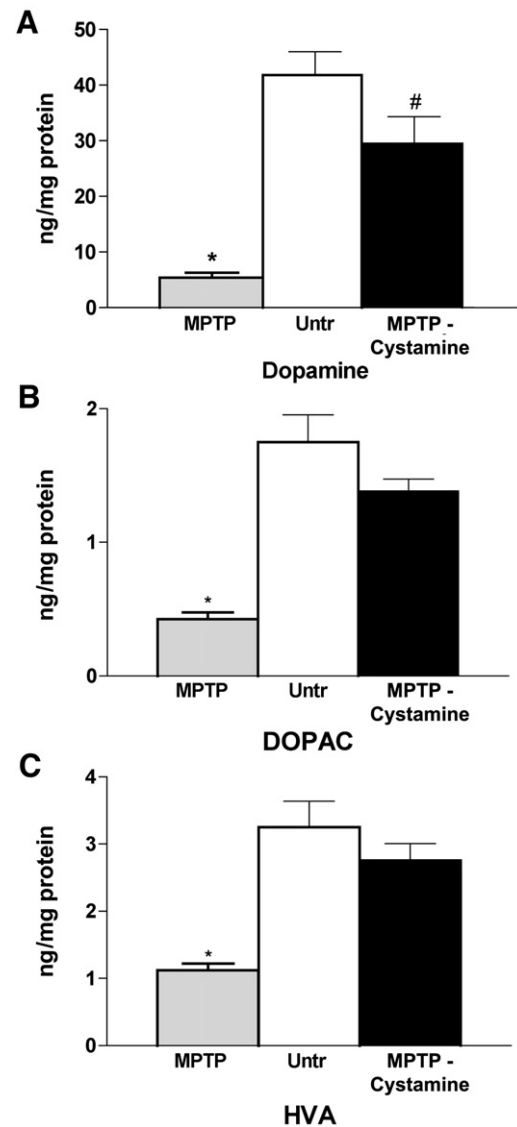 A
50
40
30
20
10
0
ng/mg protein
*
#
MPTP
Untr
MPTP -
Cystamine
Dopamine
B
2
1
0
ng/mg protein
*
MPTP
Untr
MPTP -
Cystamine
DOPAC
C
4
3
2
1
0
ng/mg protein
*
MPTP
Untr
MPTP -
Cystamine
HVA